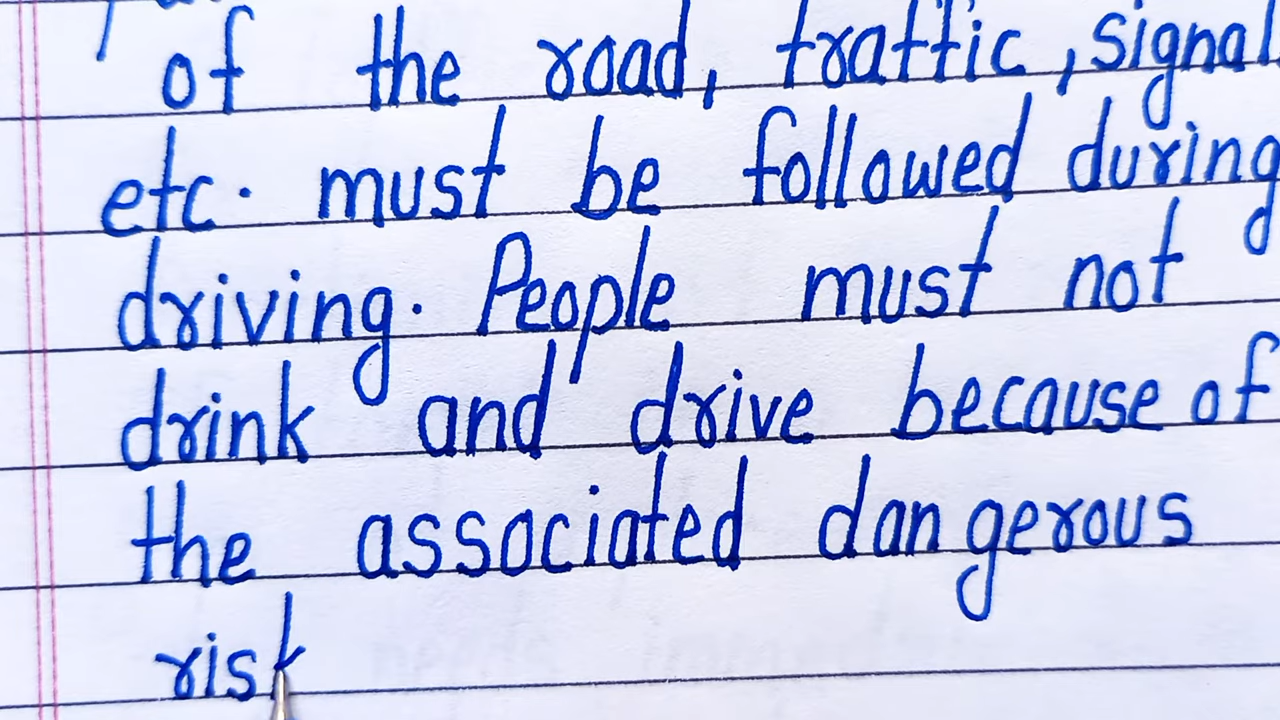 of the road, traffic, signal
etc. must be followed during
driving. People must not
drink and drive because of
the associated dangerous
risk